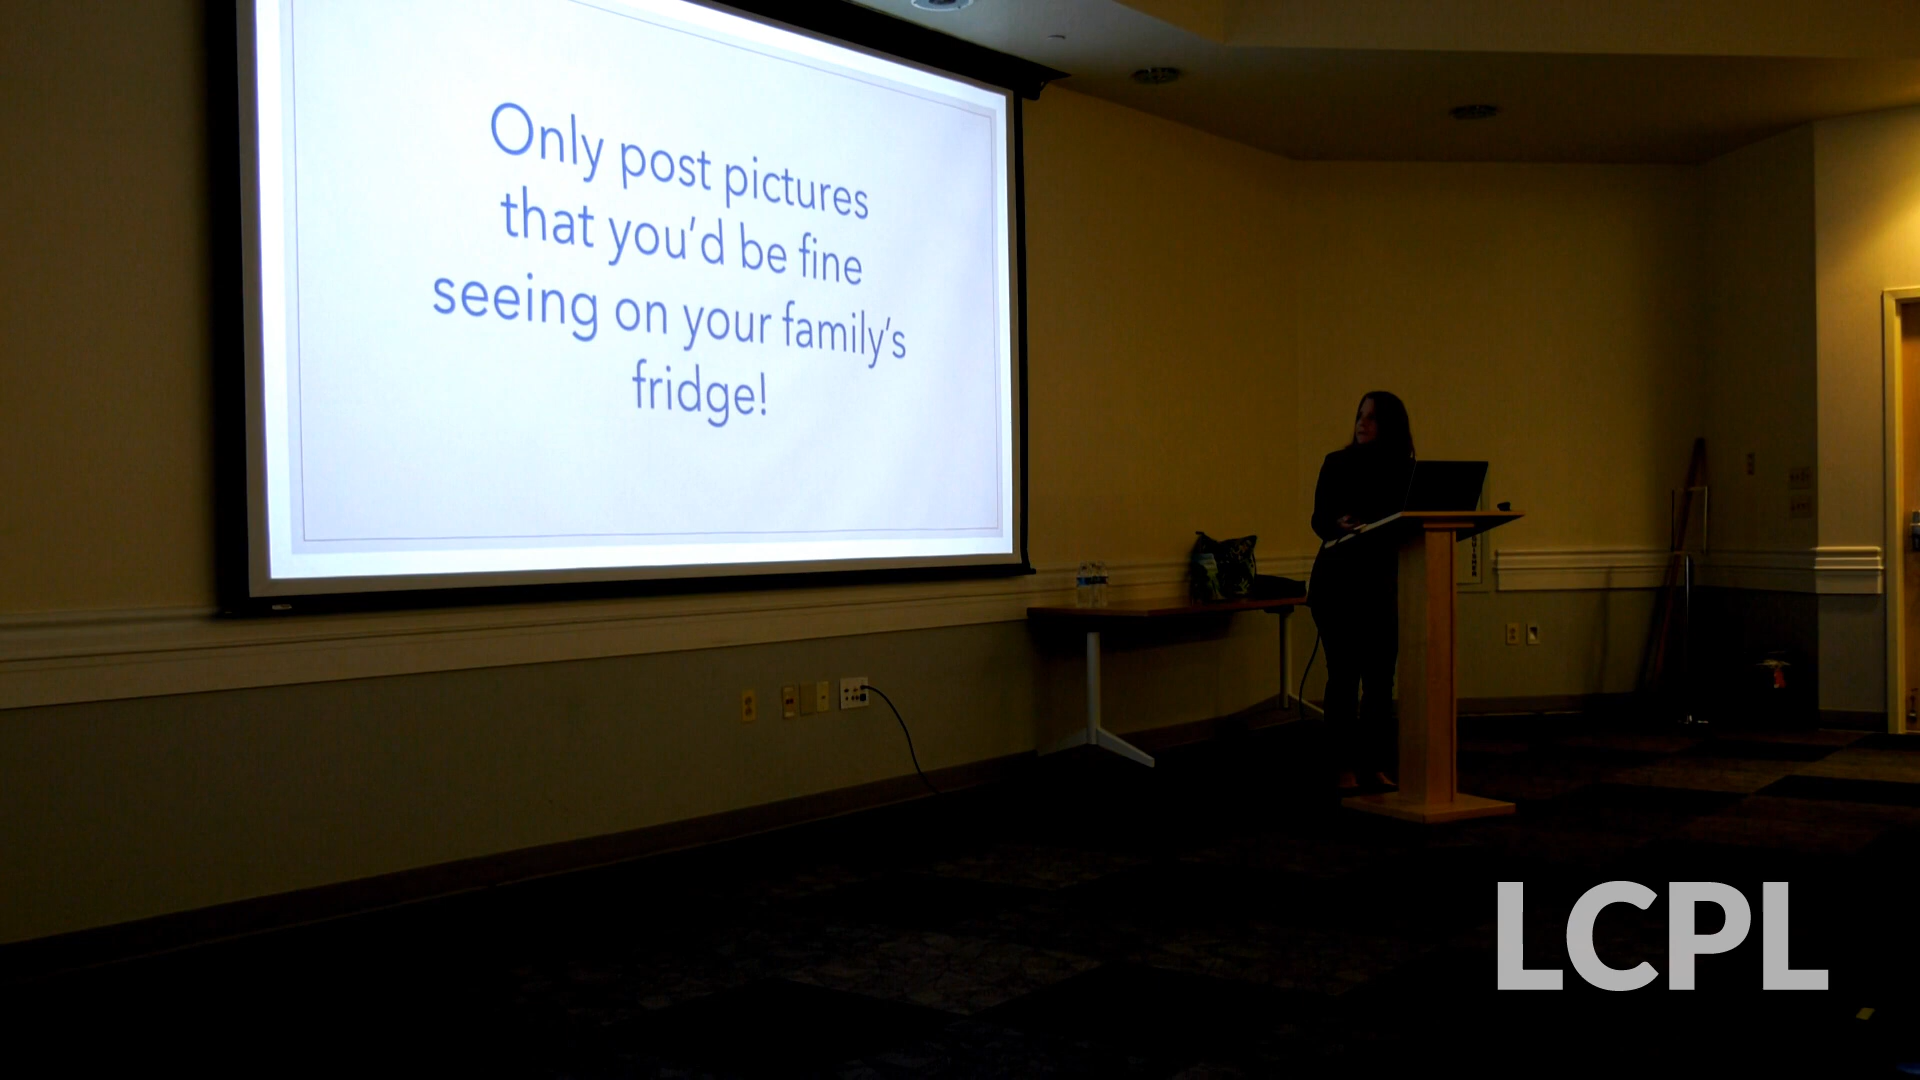 Only post pictures
that you'd be fine
seeing on your family's
fridge!
LCPL